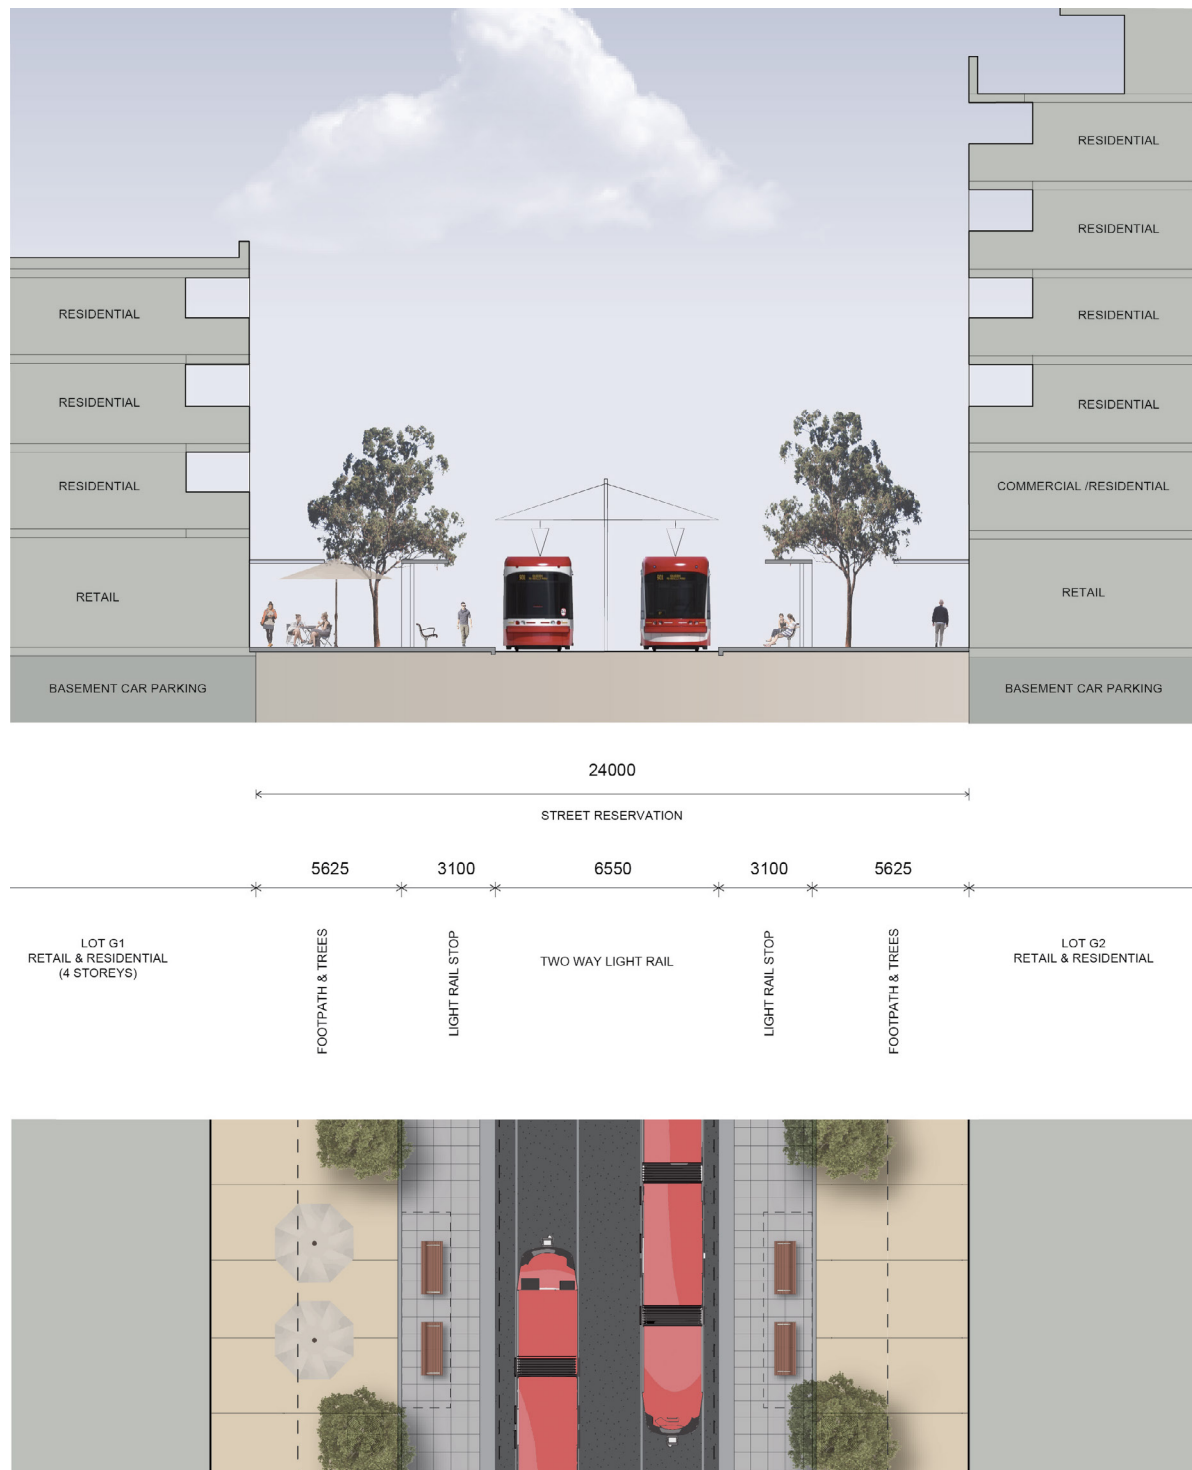 RESIDENTIAL
RESIDENTIAL
RESIDENTIAL
RESIDENTIAL
RESIDENTIAL
RESIDENTIAL
RESIDENTIAL
RESIDENTIAL
COMMERCIAL /RESIDENTIAL
RETAIL
RETAIL
BASEMENT CAR PARKING
BASEMENT CAR PARKING
24000
STREET RESERVATION
5625
3100
6550
3100
5625
LOT G1
RETAIL & RESIDENTIAL
(4 STOREYS)
FOOTPATH & TREES
LIGHT RAIL STOP
TWO WAY LIGHT RAIL
LIGHT RAIL STOP
FOOTPATH & TREES
LOT G2
RETAIL & RESIDENTIAL